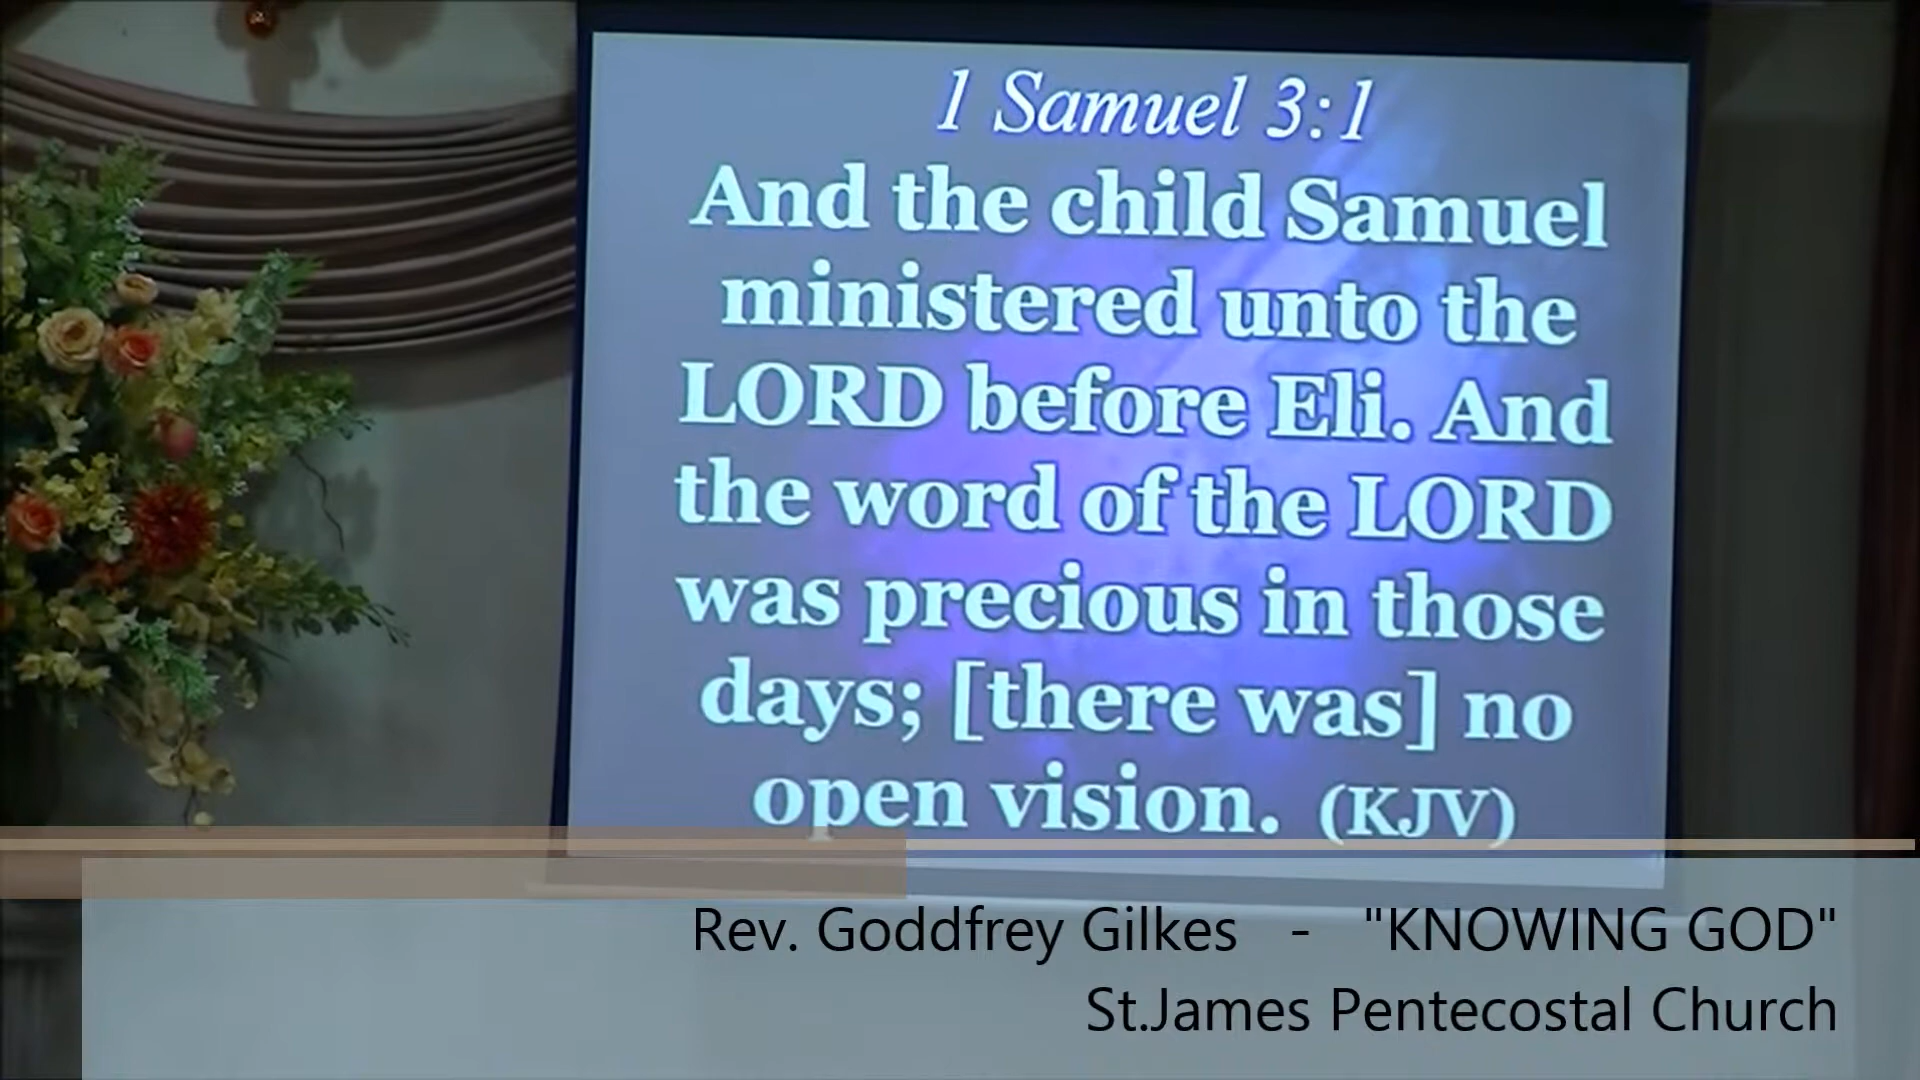 1 Samuel 3:1
And the child Samuel
ministered unto the
LORD before Eli. And
the word of the LORD
was precious in those
days; [there was] no
open vision. (KJV)
Rev. Goddfrey Gilkes - "KNOWING GOD"
St.James Pentecostal Church